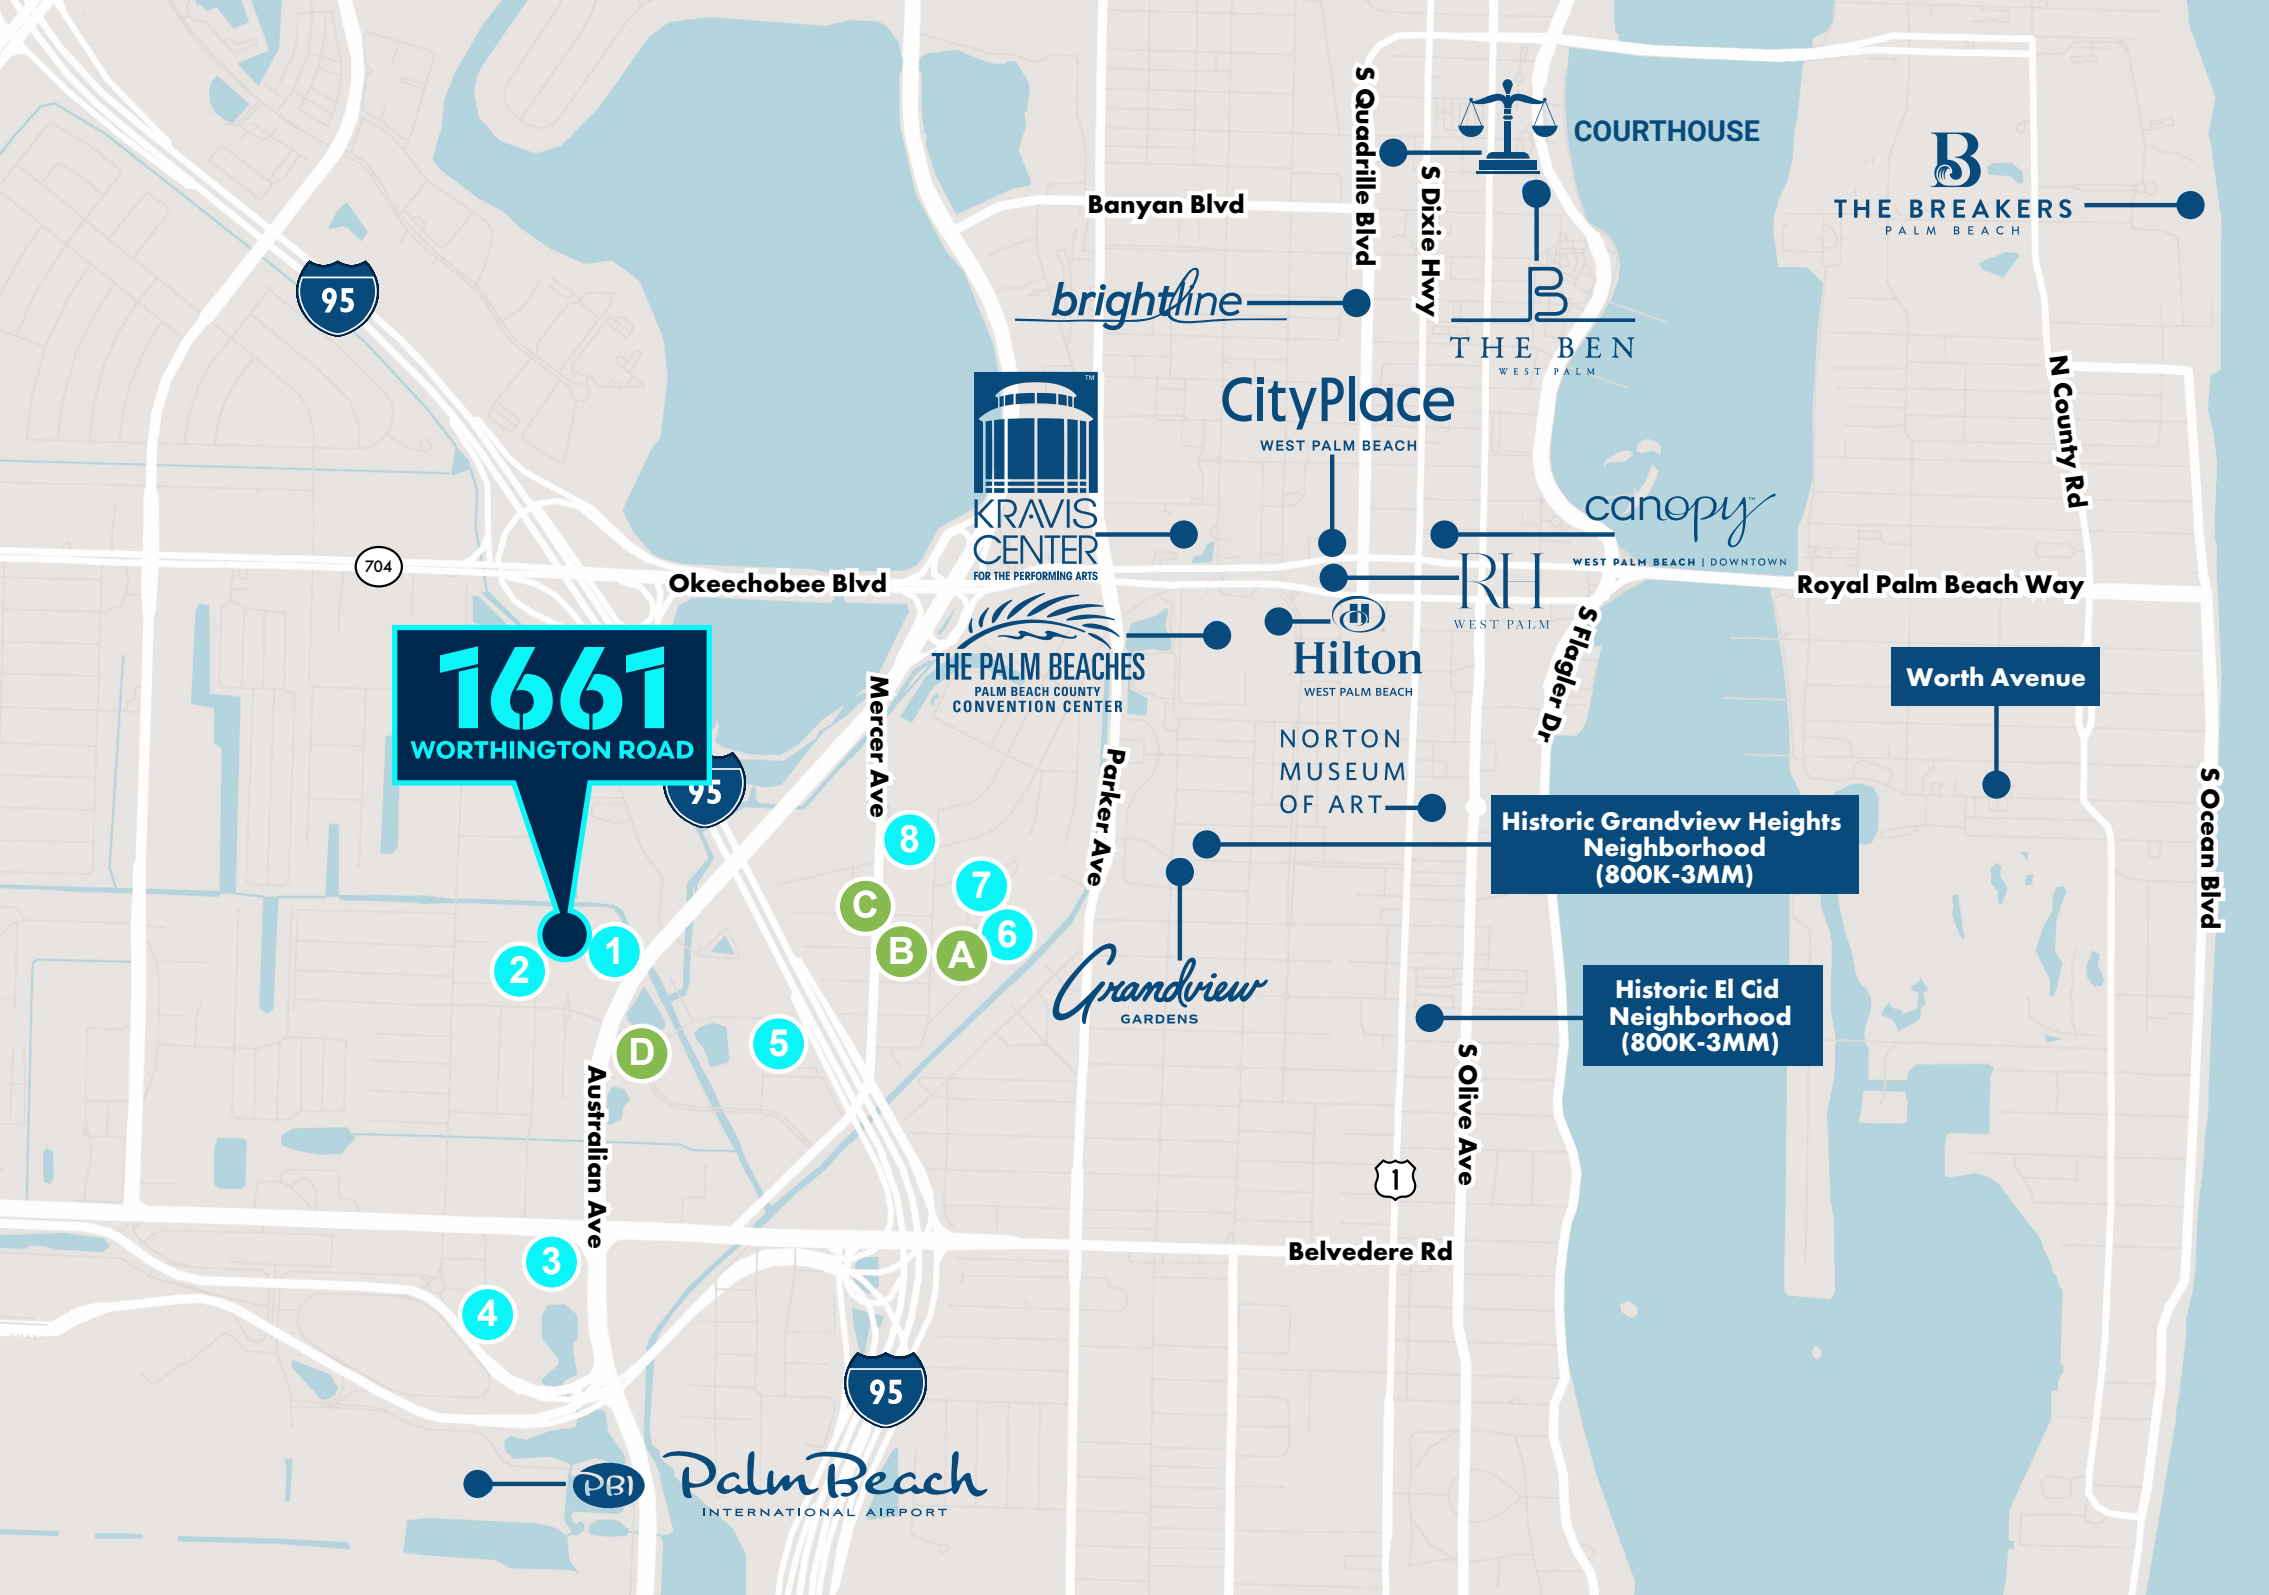 S Quadrille Blvd
COURTHOUSE
S Dixie Hwy
B
THE BREAKERS
PALM BEACH
Banyan Blvd
95
brightline
B
THE BEN
WEST PALM
N County Rd
TM
KRAVIS
CENTER
FOR THE PERFORMING ARTS
CityPlace
WEST PALM BEACH
canopy™
WEST PALM BEACH | DOWNTOWN
704
Okeechobee Blvd
RH
WEST PALM
Royal Palm Beach Way
H
Hilton
WEST PALM BEACH
S Flagler Dr
THE PALM BEACHES
PALM BEACH COUNTY
CONVENTION CENTER
1661
WORTHINGTON ROAD
95
Mercer Ave
Parker Ave
Worth Avenue
NORTON
MUSEUM
OF ART
S Ocean Blvd
Historic Grandview Heights
Neighborhood
(800K-3MM)
8
7
C
6
B
A
1
2
Grandview
GARDENS
Historic El Cid
Neighborhood
(800K-3MM)
D
5
Australian Ave
S Olive Ave
1
Belvedere Rd
3
4
95
PBI
Palm Beach
INTERNATIONAL AIRPORT